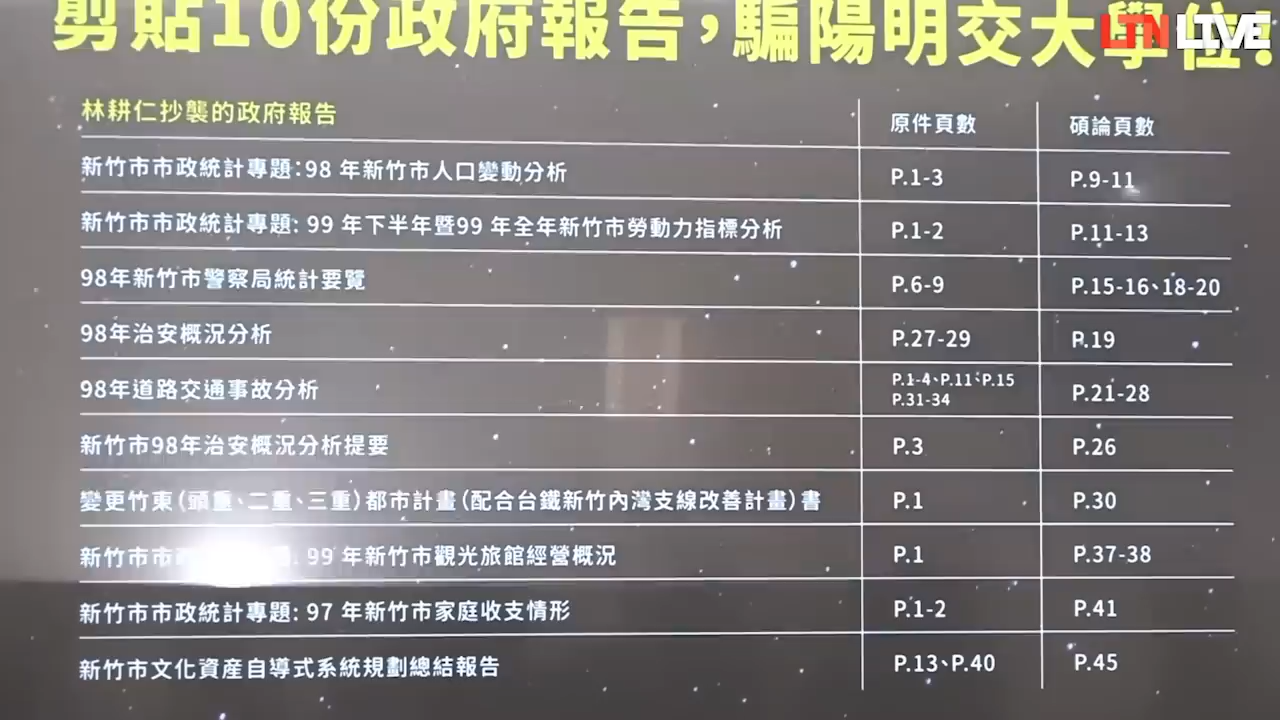 剪貼10份政府報告，騙陽明交大學位！
LTN LIVE
林耕仁抄襲的政府報告 原件頁數 碩論頁數
新竹市市政統計專題：98 年新竹市人口變動分析 P.1-3 P.9-11
新竹市市政統計專題: 99 年下半年暨99 年全年新竹市勞動力指標分析 P.1-2 P.11-13
98年新竹市警察局統計要覽 P.6-9 P.15-16、18-20
98年治安概況分析 P.27-29 P.19
98年道路交通事故分析 P.1-4、P.11、P.15 P.21-28
P.31-34
新竹市98年治安概況分析提要 P.3 P.26
變更竹東（頭重、二重、三重）都市計畫（配合台鐵新竹內灣支線改善計畫）書 P.1 P.30
新竹市市政 : 99 年新竹市觀光旅館經營概況 P.1 P.37-38
新竹市市政統計專題: 97 年新竹市家庭收支情形 P.1-2 P.41
新竹市文化資產自導式系統規劃總結報告 P.13、P.40 P.45